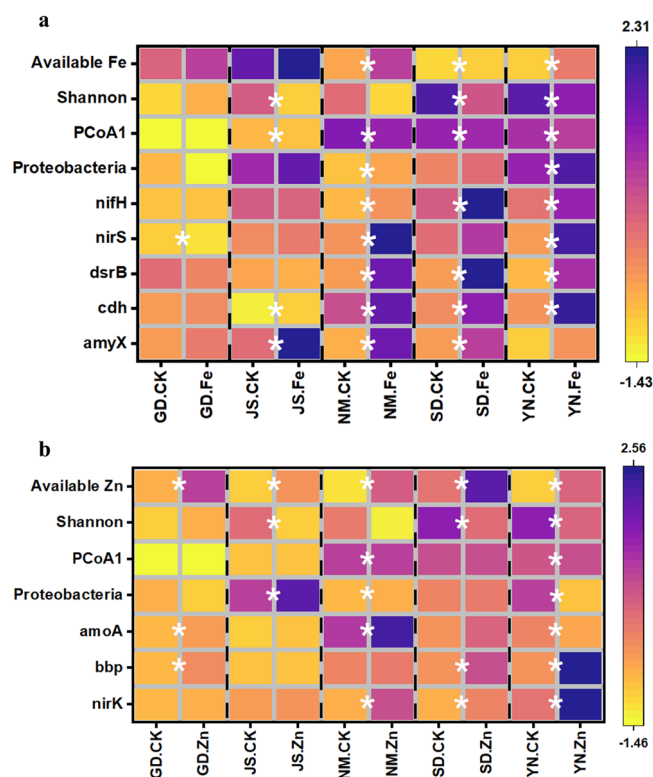 a
2.31
Available Fe
Shannon
PCoA1
Proteobacteria
nifH
nirS
dsrB
cdh
amyX
-1.43
GD.CK
GD.Fe
JS.CK
JS.Fe
NM.CK
NM.Fe
SD.CK
SD.Fe
YN.CK
YN.Fe
b
2.56
Available Zn
Shannon
PCoA1
Proteobacteria
amoA
bbp
nirK
-1.46
GD.CK
GD.Zn
JS.CK
JS.Zn
NM.CK
NM.Zn
SD.CK
SD.Zn
YN.CK
YN.Zn